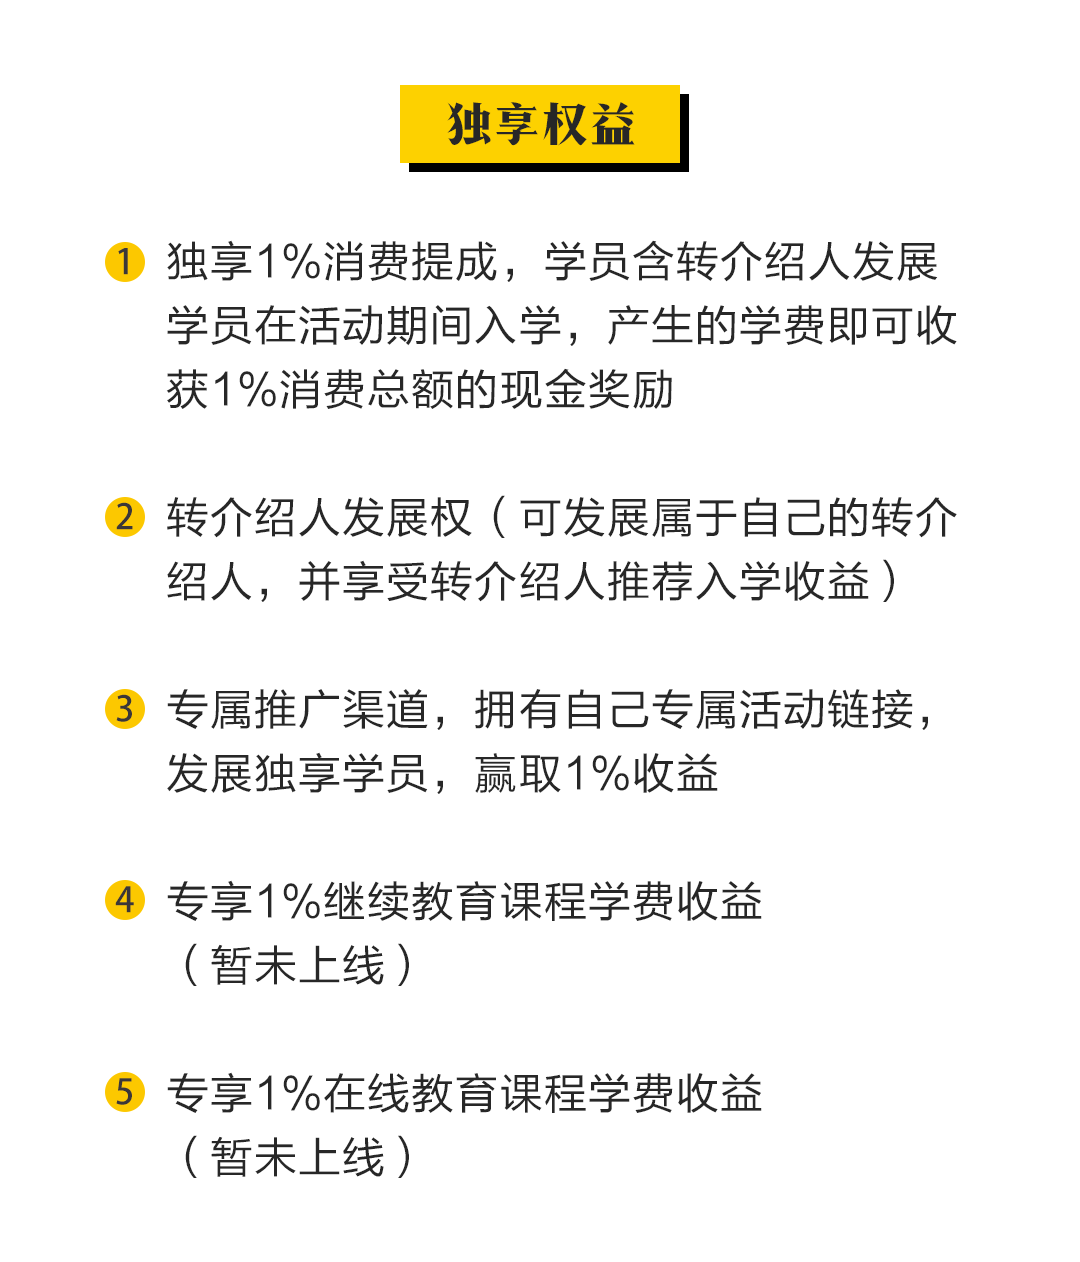 独享权益
1 独享1%消费提成，学员含转介绍人发展
学员在活动期间入学，产生的学费即可收
获1%消费总额的现金奖励
2 转介绍人发展权（可发展属于自己的转介
绍人，并享受转介绍人推荐入学收益）
3 专属推广渠道，拥有自己专属活动链接，
发展独享学员，赢取1%收益
4 专享1%继续教育课程学费收益
（暂未上线）
5 专享1%在线教育课程学费收益
（暂未上线）